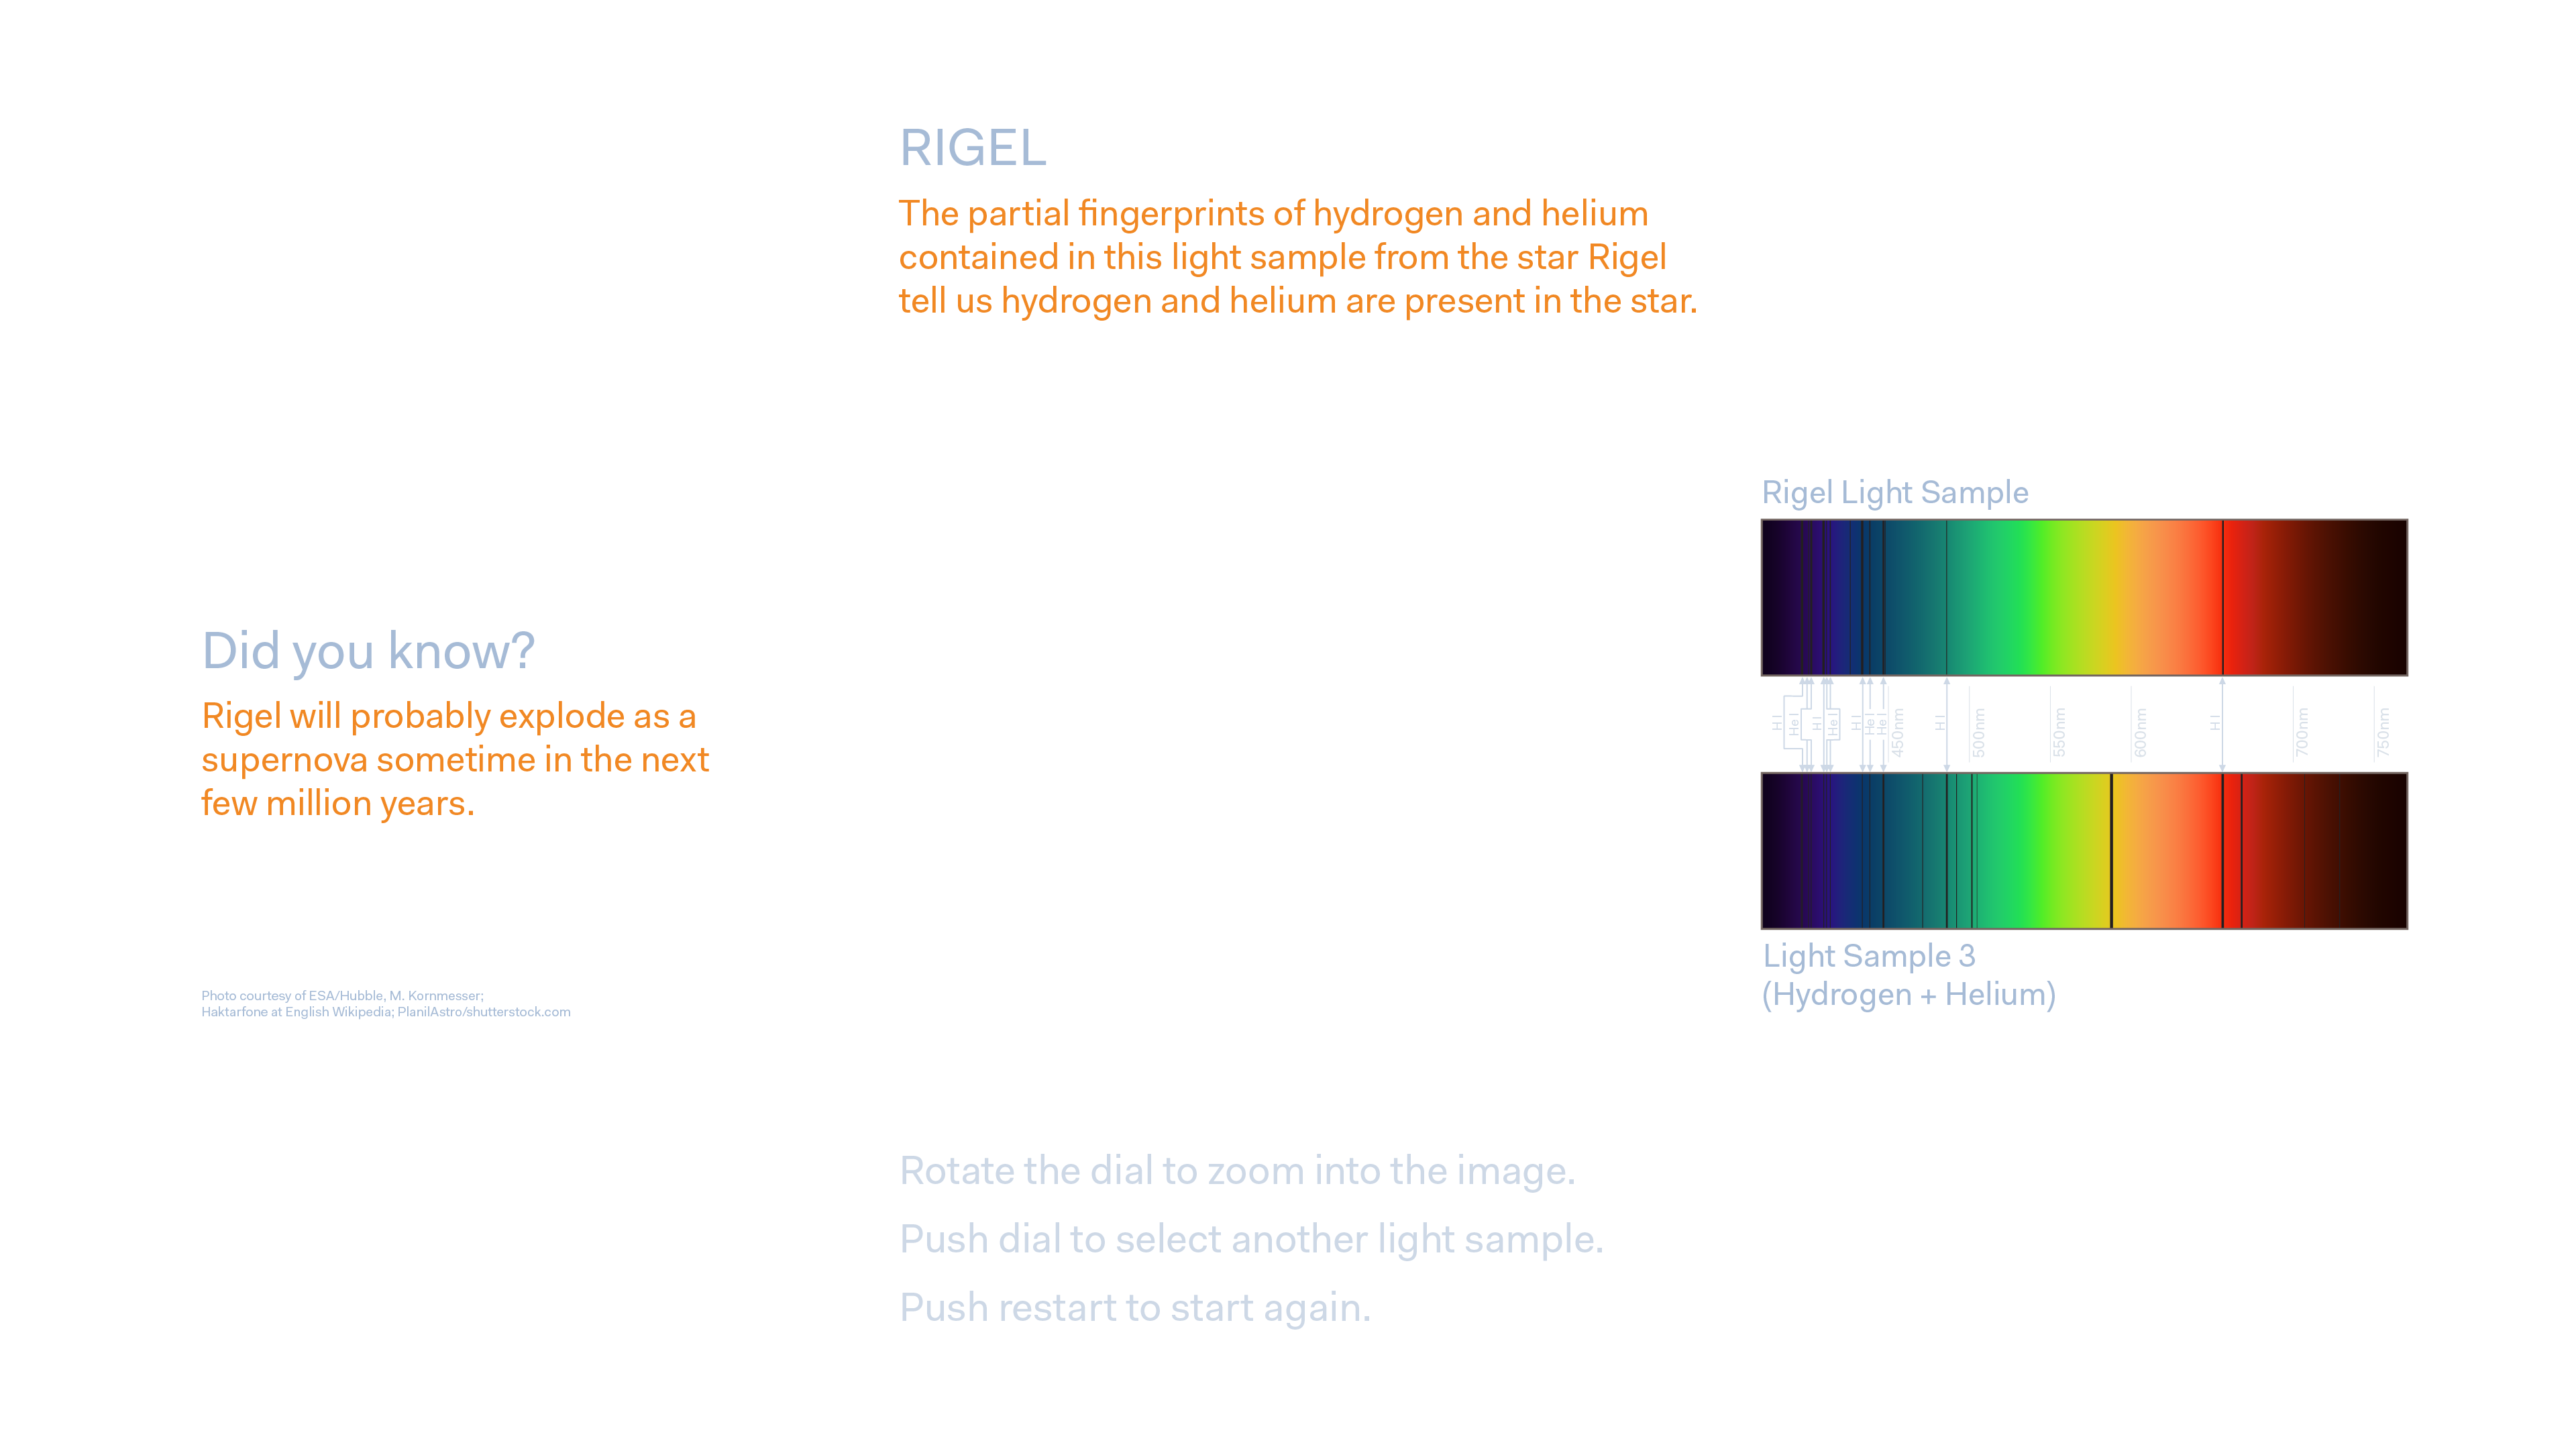 RIGEL
The partial fingerprints of hydrogen and helium
contained in this light sample from the star Rigel
tell us hydrogen and helium are present in the star.
Did you know?
Rigel will probably explode as a
supernova sometime in the next
few million years.
Photo courtesy of ESA/Hubble, M. Kornmesser;
Haktarfone at English Wikipedia; PlanilAstro/shutterstock.com
Rigel Light Sample
H I
He I
H I
He I
H I
He I
He I
450nm
H I
500nm
550nm
600nm
H I
700nm
750nm
Light Sample 3
(Hydrogen + Helium)
Rotate the dial to zoom into the image.
Push dial to select another light sample.
Push restart to start again.